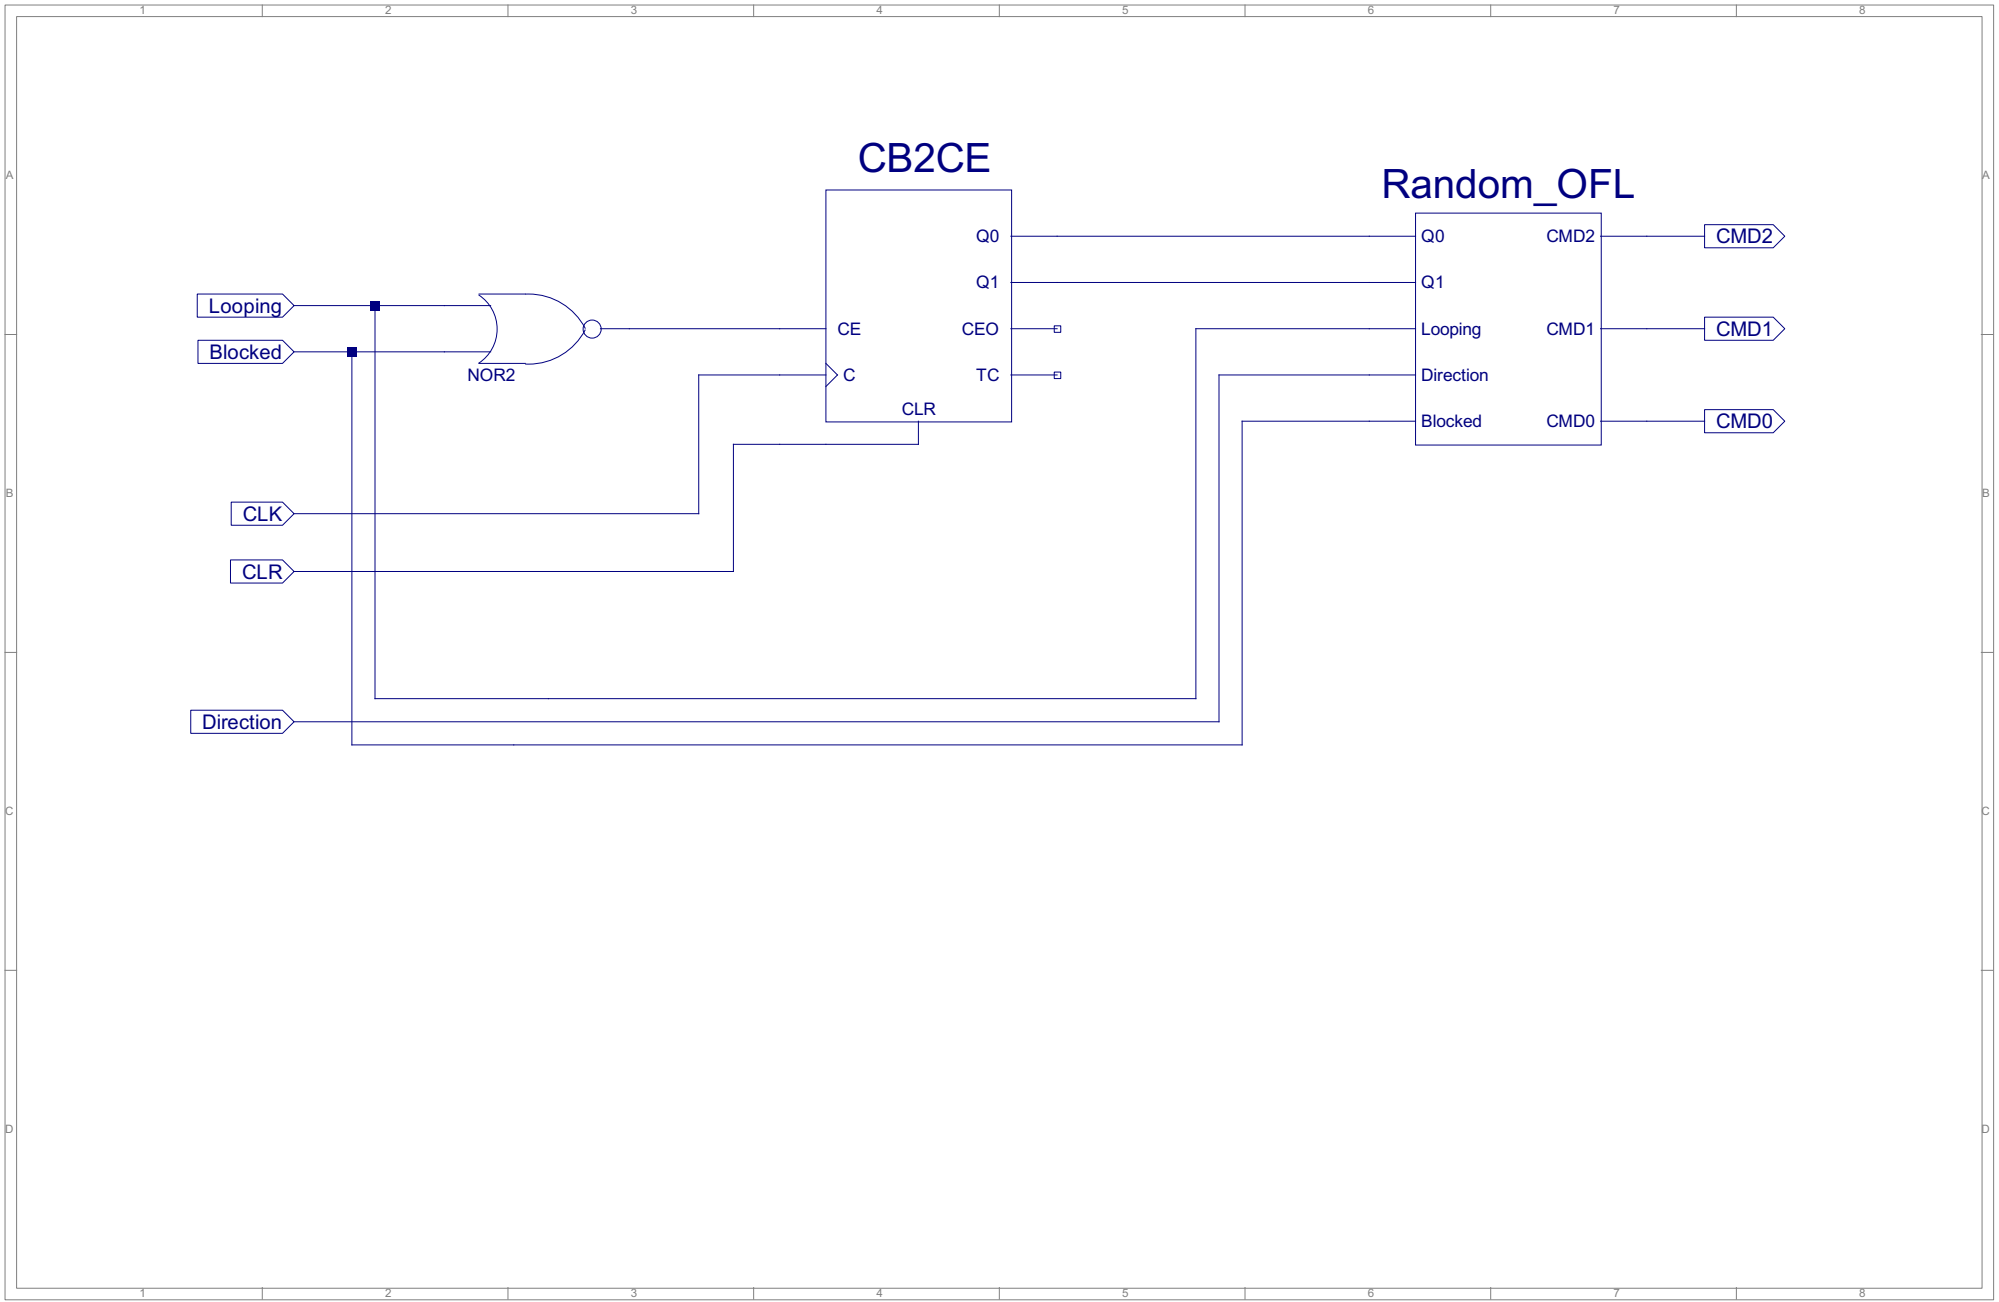 1 2 3 4 5 6 7 8
CB2CE
A
Random_OFL
A
Q0
Q0
CMD2
CMD2
Q1
Q1
Looping
CE
CEO
Looping
CMD1
CMD1
Blocked
NOR2
C
TC
Direction
CLR
Blocked
CMD0
CMD0
B
B
CLK
CLR
Direction
C
C
D
D
1 2 3 4 5 6 7 8